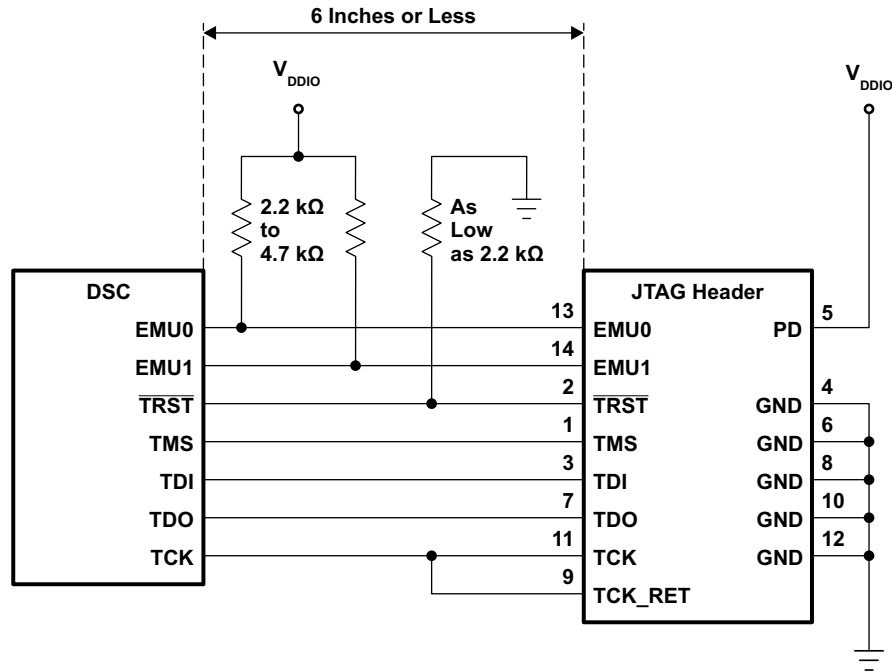 6 Inches or Less
VDDIO
VDDIO
2.2 kΩ
to
4.7 kΩ
As
Low
as 2.2 kΩ
DSC
JTAG Header
EMU0
13
EMU0
PD
5
EMU1
14
EMU1
TRST
2
TRST
GND
4
TMS
1
TMS
GND
6
TDI
3
TDI
GND
8
TDO
7
TDO
GND
10
TCK
11
TCK
GND
12
9
TCK_RET